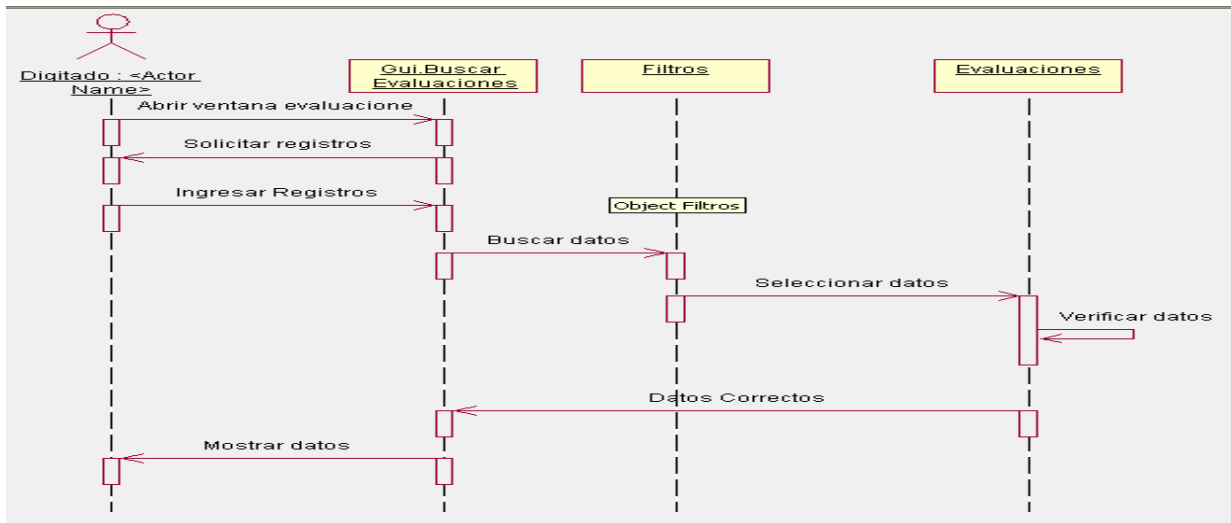 Digitado : <Actor
Name>
Gui.Buscar
Evaluaciones
Filtros
Evaluaciones
Abrir ventana evaluacione
Solicitar registros
Ingresar Registros
Object Filtros
Buscar datos
Seleccionar datos
Verificar datos
Datos Correctos
Mostrar datos